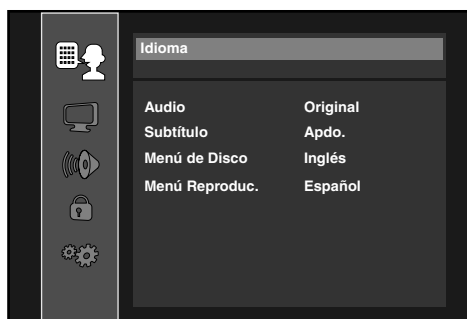 Idioma
Audio Original
Subtítulo Apdo.
Menú de Disco Inglés
Menú Reproduc. Español